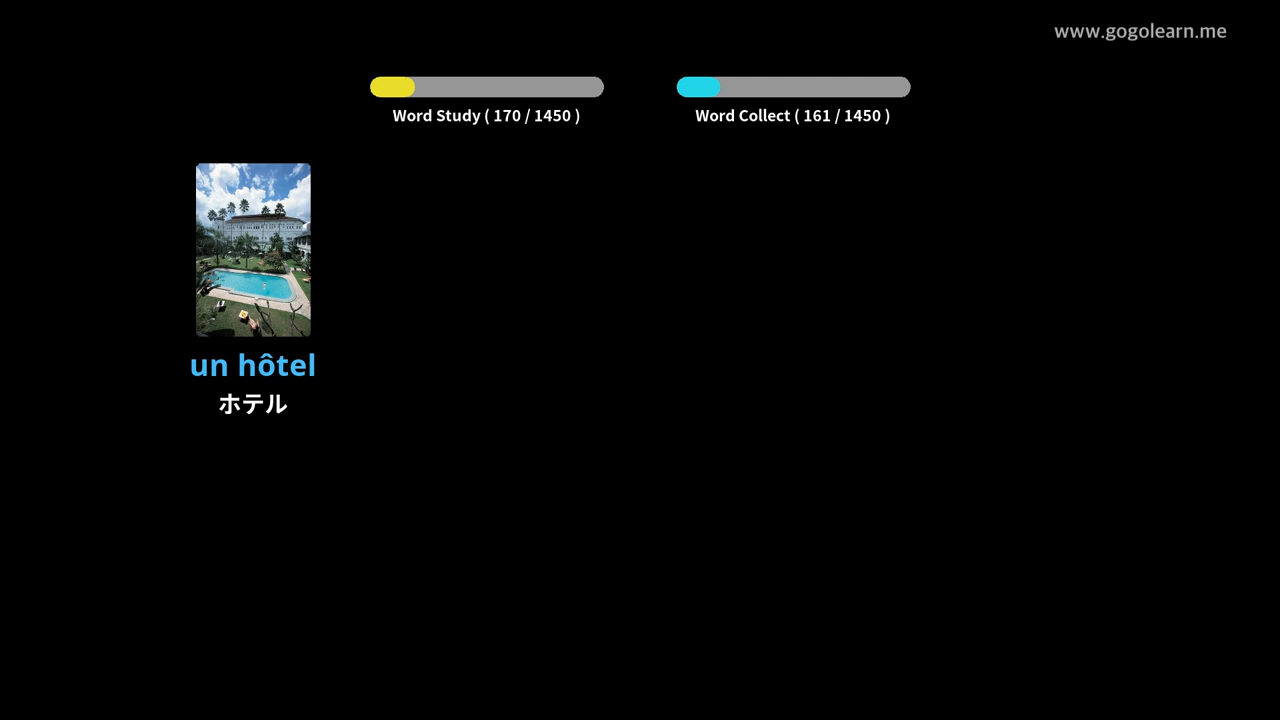 www.gogolearn.me
Word Study ( 170 / 1450 )
Word Collect ( 161 / 1450 )
un hôtel
ホテル